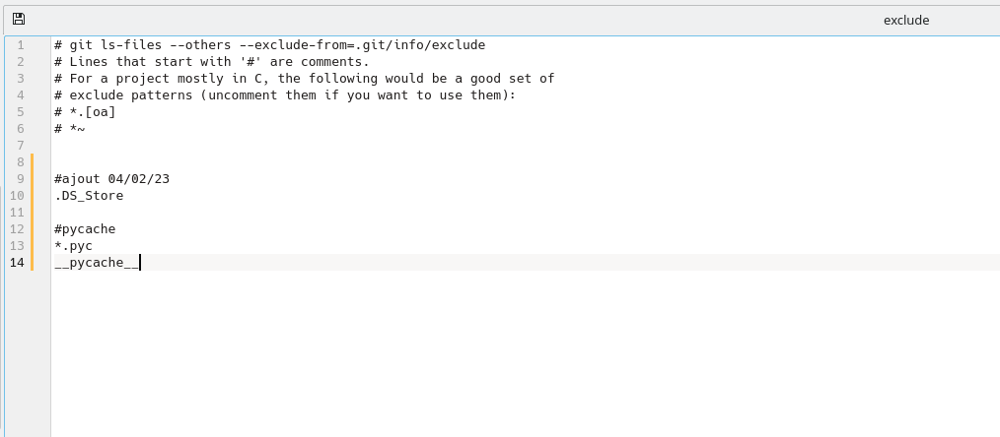 exclude
1 # git ls-files --others --exclude-from=.git/info/exclude
2 # Lines that start with '#' are comments.
3 # For a project mostly in C, the following would be a good set of
4 # exclude patterns (uncomment them if you want to use them):
5 # *.[oa]
6 # *~
7
8
9 #ajout 04/02/23
10 .DS_Store
11
12 #pycache
13 *.pyc
14 __pycache__